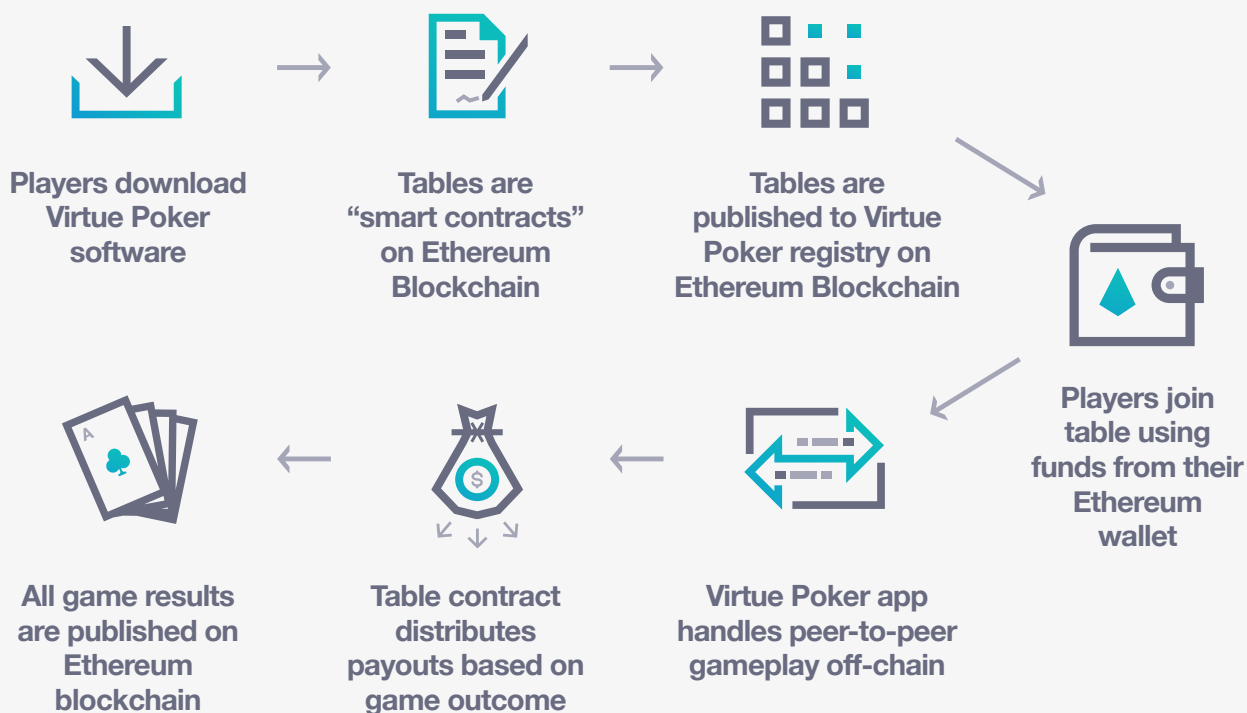 Players download
Virtue Poker
software
Tables are
“smart contracts”
on Ethereum
Blockchain
Tables are
published to Virtue
Poker registry on
Ethereum Blockchain
Players join
table using
funds from their
Ethereum
wallet
$
A
Virtue Poker app
handles peer-to-peer
gameplay off-chain
Table contract
distributes
payouts based on
game outcome
All game results
are published on
Ethereum
blockchain